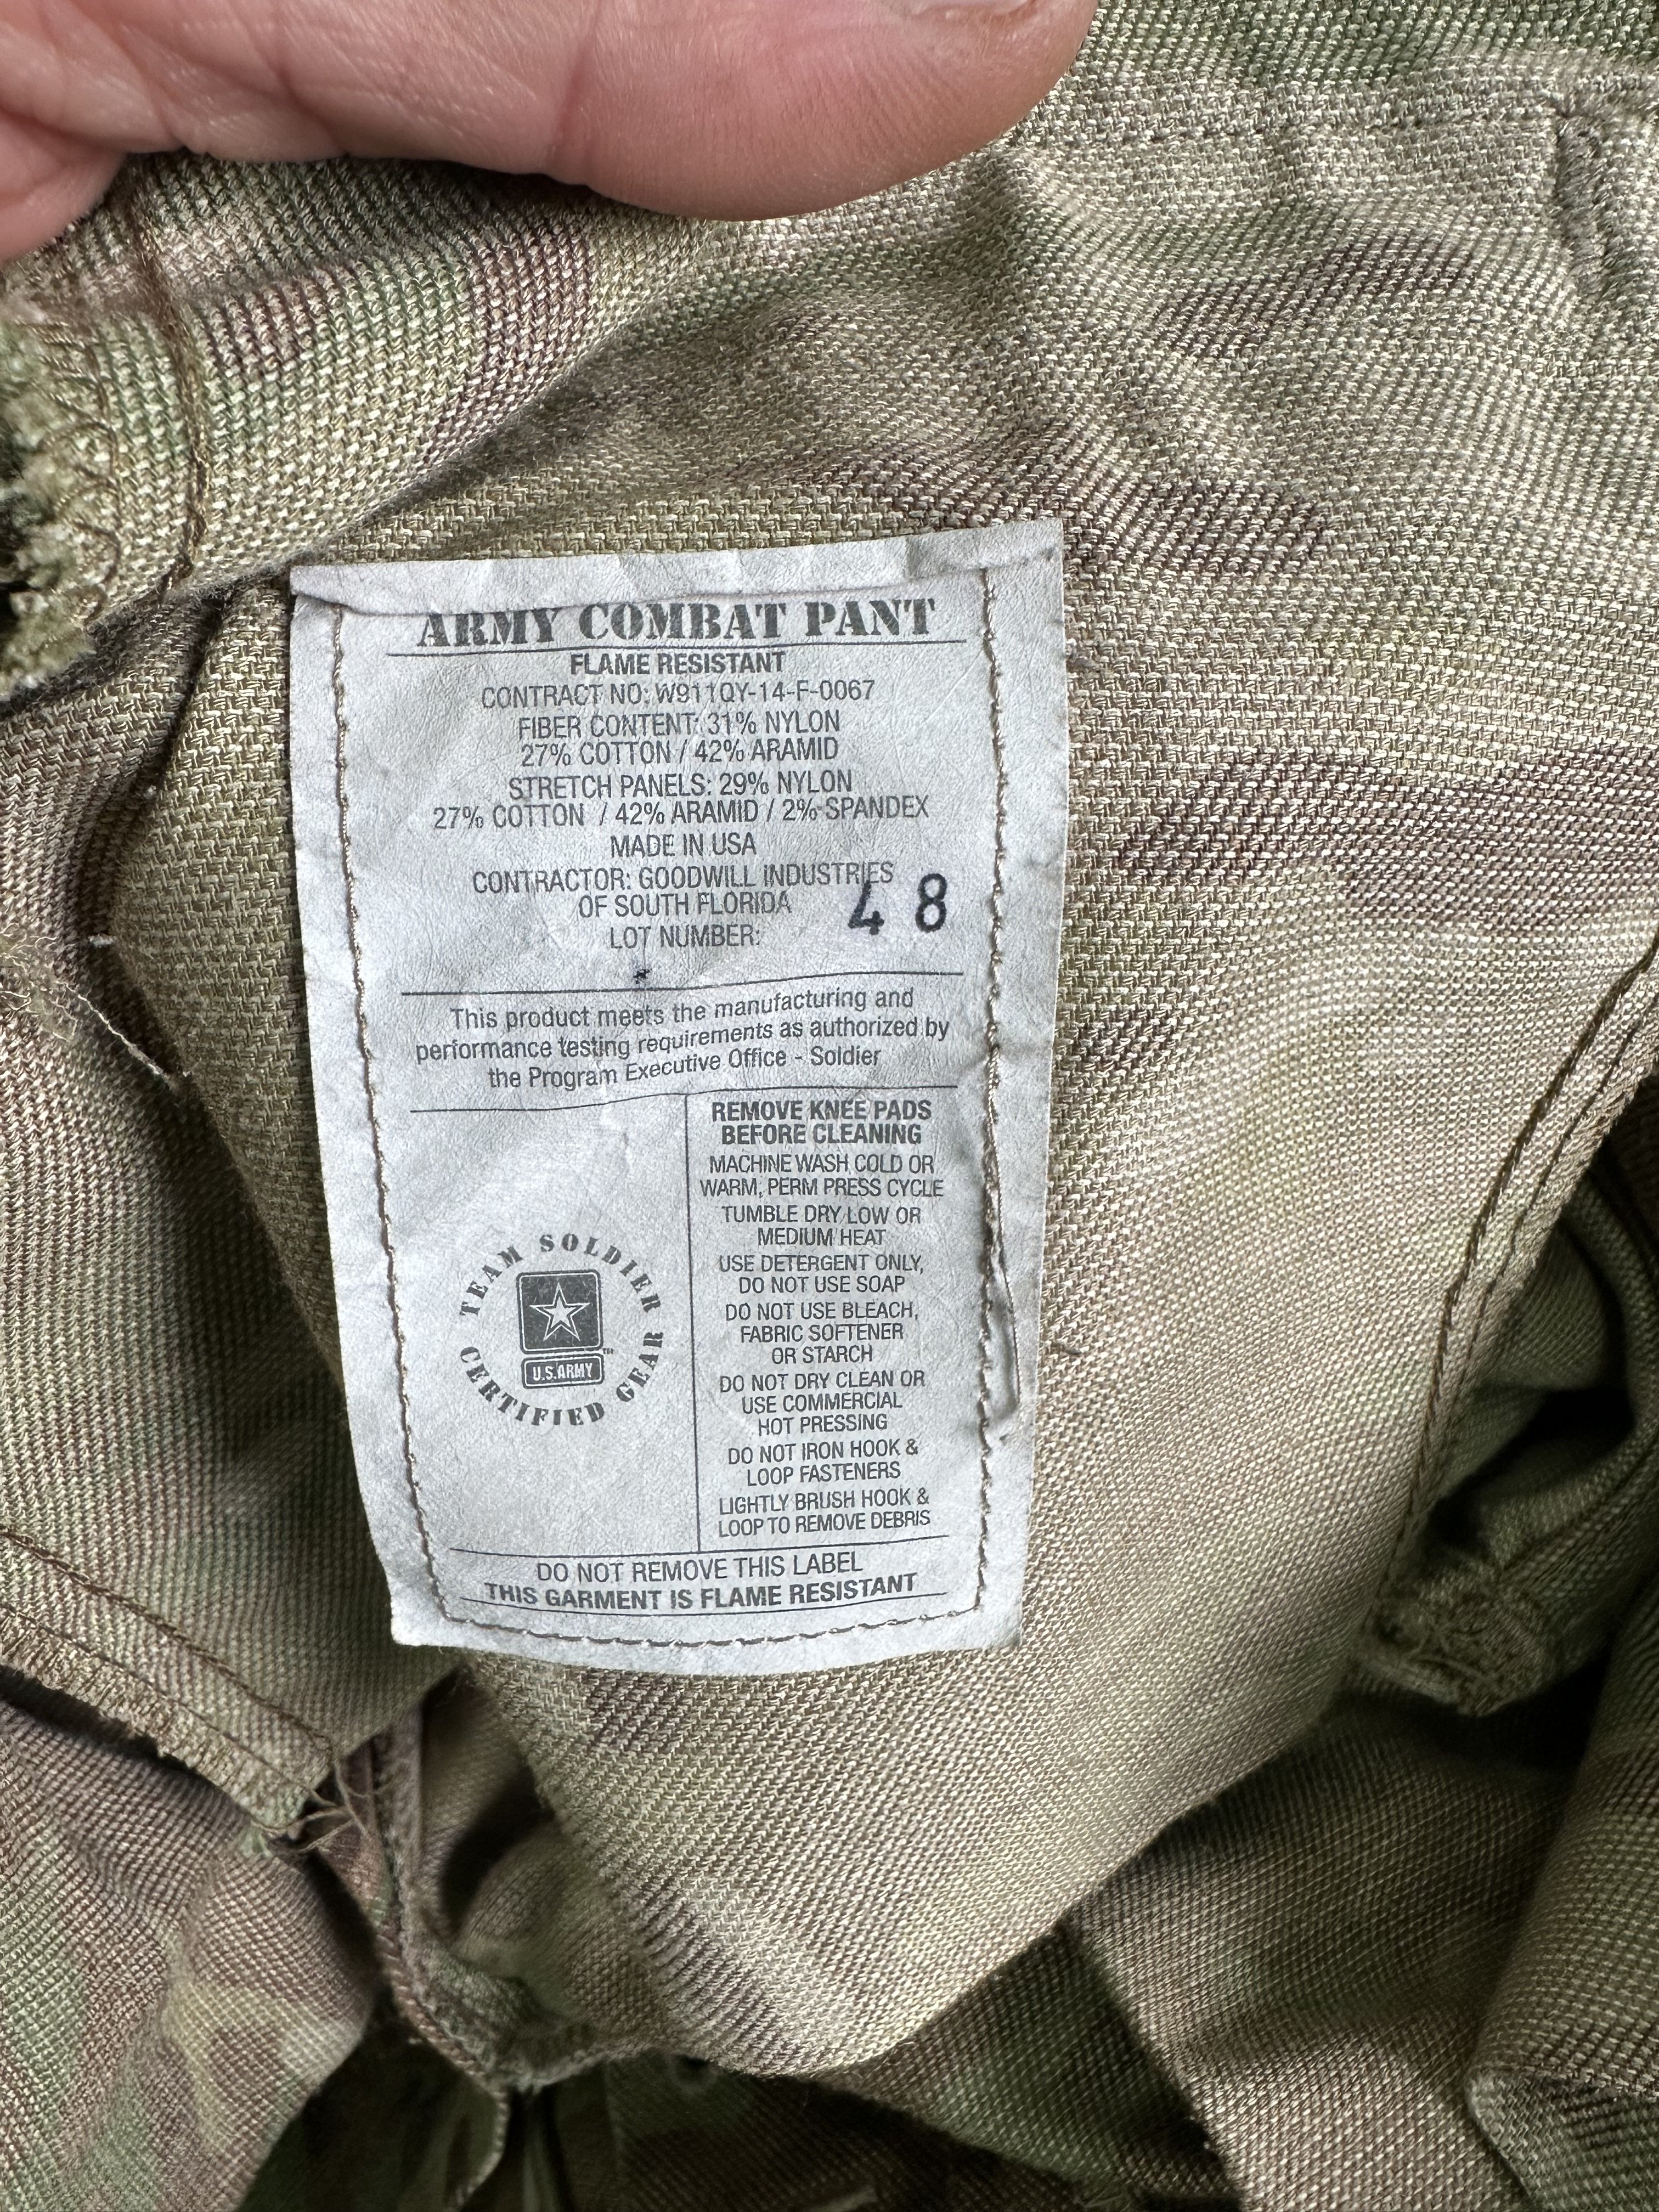 ARMY COMBAT PANT
FLAME RESISTANT
CONTRACT NO: W911QY-14-F-0067
FIBER CONTENT: 31% NYLON
27% COTTON / 42% ARAMID
STRETCH PANELS: 29% NYLON
27% COTTON / 42% ARAMID / 2% SPANDEX
MADE IN USA
CONTRACTOR: GOODWILL INDUSTRIES
OF SOUTH FLORIDA
48
LOT NUMBER:
This product meets the manufacturing and
performance testing requirements as authorized by
the Program Executive Office - Soldier
TEAM SOLDIER
CERTIFIED GEAR
U.S.ARMY
TM
REMOVE KNEE PADS
BEFORE CLEANING
MACHINE WASH COLD OR
WARM, PERM PRESS CYCLE
TUMBLE DRY LOW OR
MEDIUM HEAT
USE DETERGENT ONLY,
DO NOT USE SOAP
DO NOT USE BLEACH,
FABRIC SOFTENER
OR STARCH
DO NOT DRY CLEAN OR
USE COMMERCIAL
HOT PRESSING
DO NOT IRON HOOK &
LOOP FASTENERS
LIGHTLY BRUSH HOOK &
LOOP TO REMOVE DEBRIS
DO NOT REMOVE THIS LABEL
THIS GARMENT IS FLAME RESISTANT